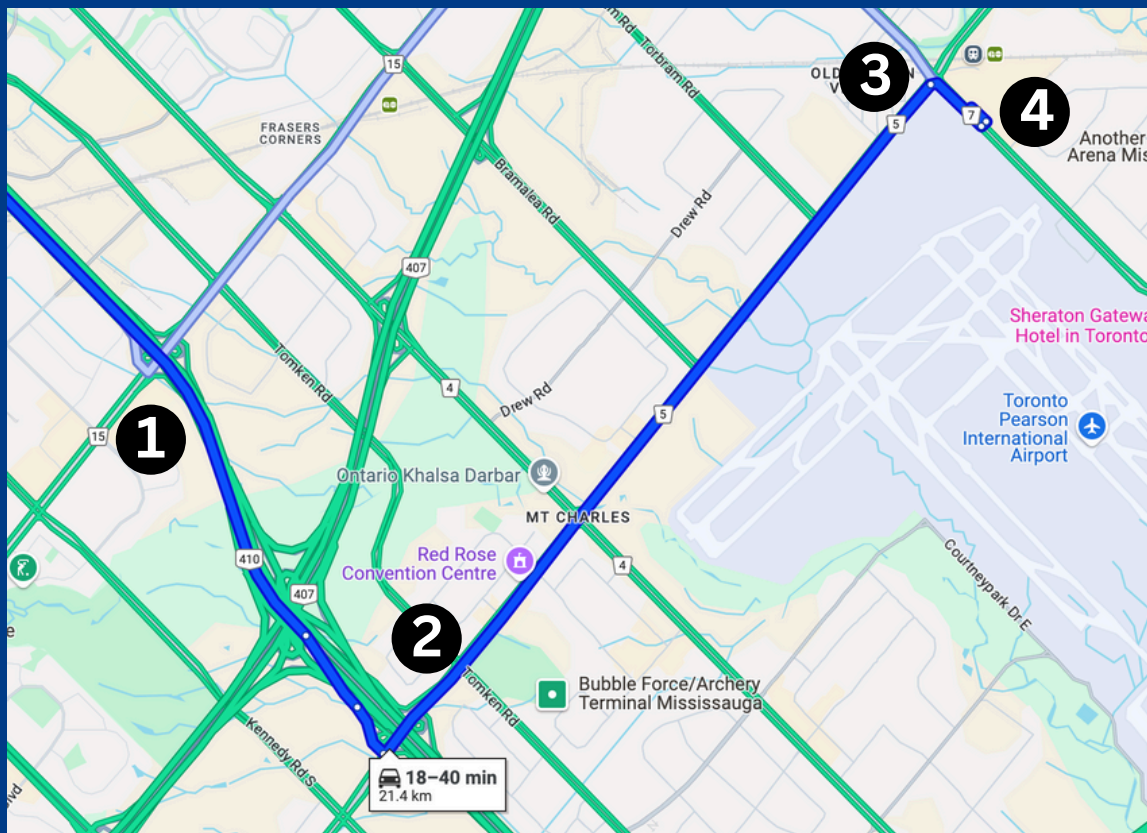 15
m Rd
Torbram Rd
OLD
N
V
3
7
4
5
Another
Arena Mis
FRASERS
CORNERS
Bramalea Rd
Drew Rd
407
Sheraton Gatewa
Hotel in Toronto
Tomken Rd
4
Drew Rd
5
Toronto
Pearson
International
Airport
15
1
Ontario Khalsa Darbar
MT CHARLES
410
Red Rose
Convention Centre
4
Courtneypark Dr E
407
e
2
Tomken Rd
Bubble Force/Archery
Terminal Mississauga
Kennedy Rd S
18–40 min
21.4 km
lvd
N